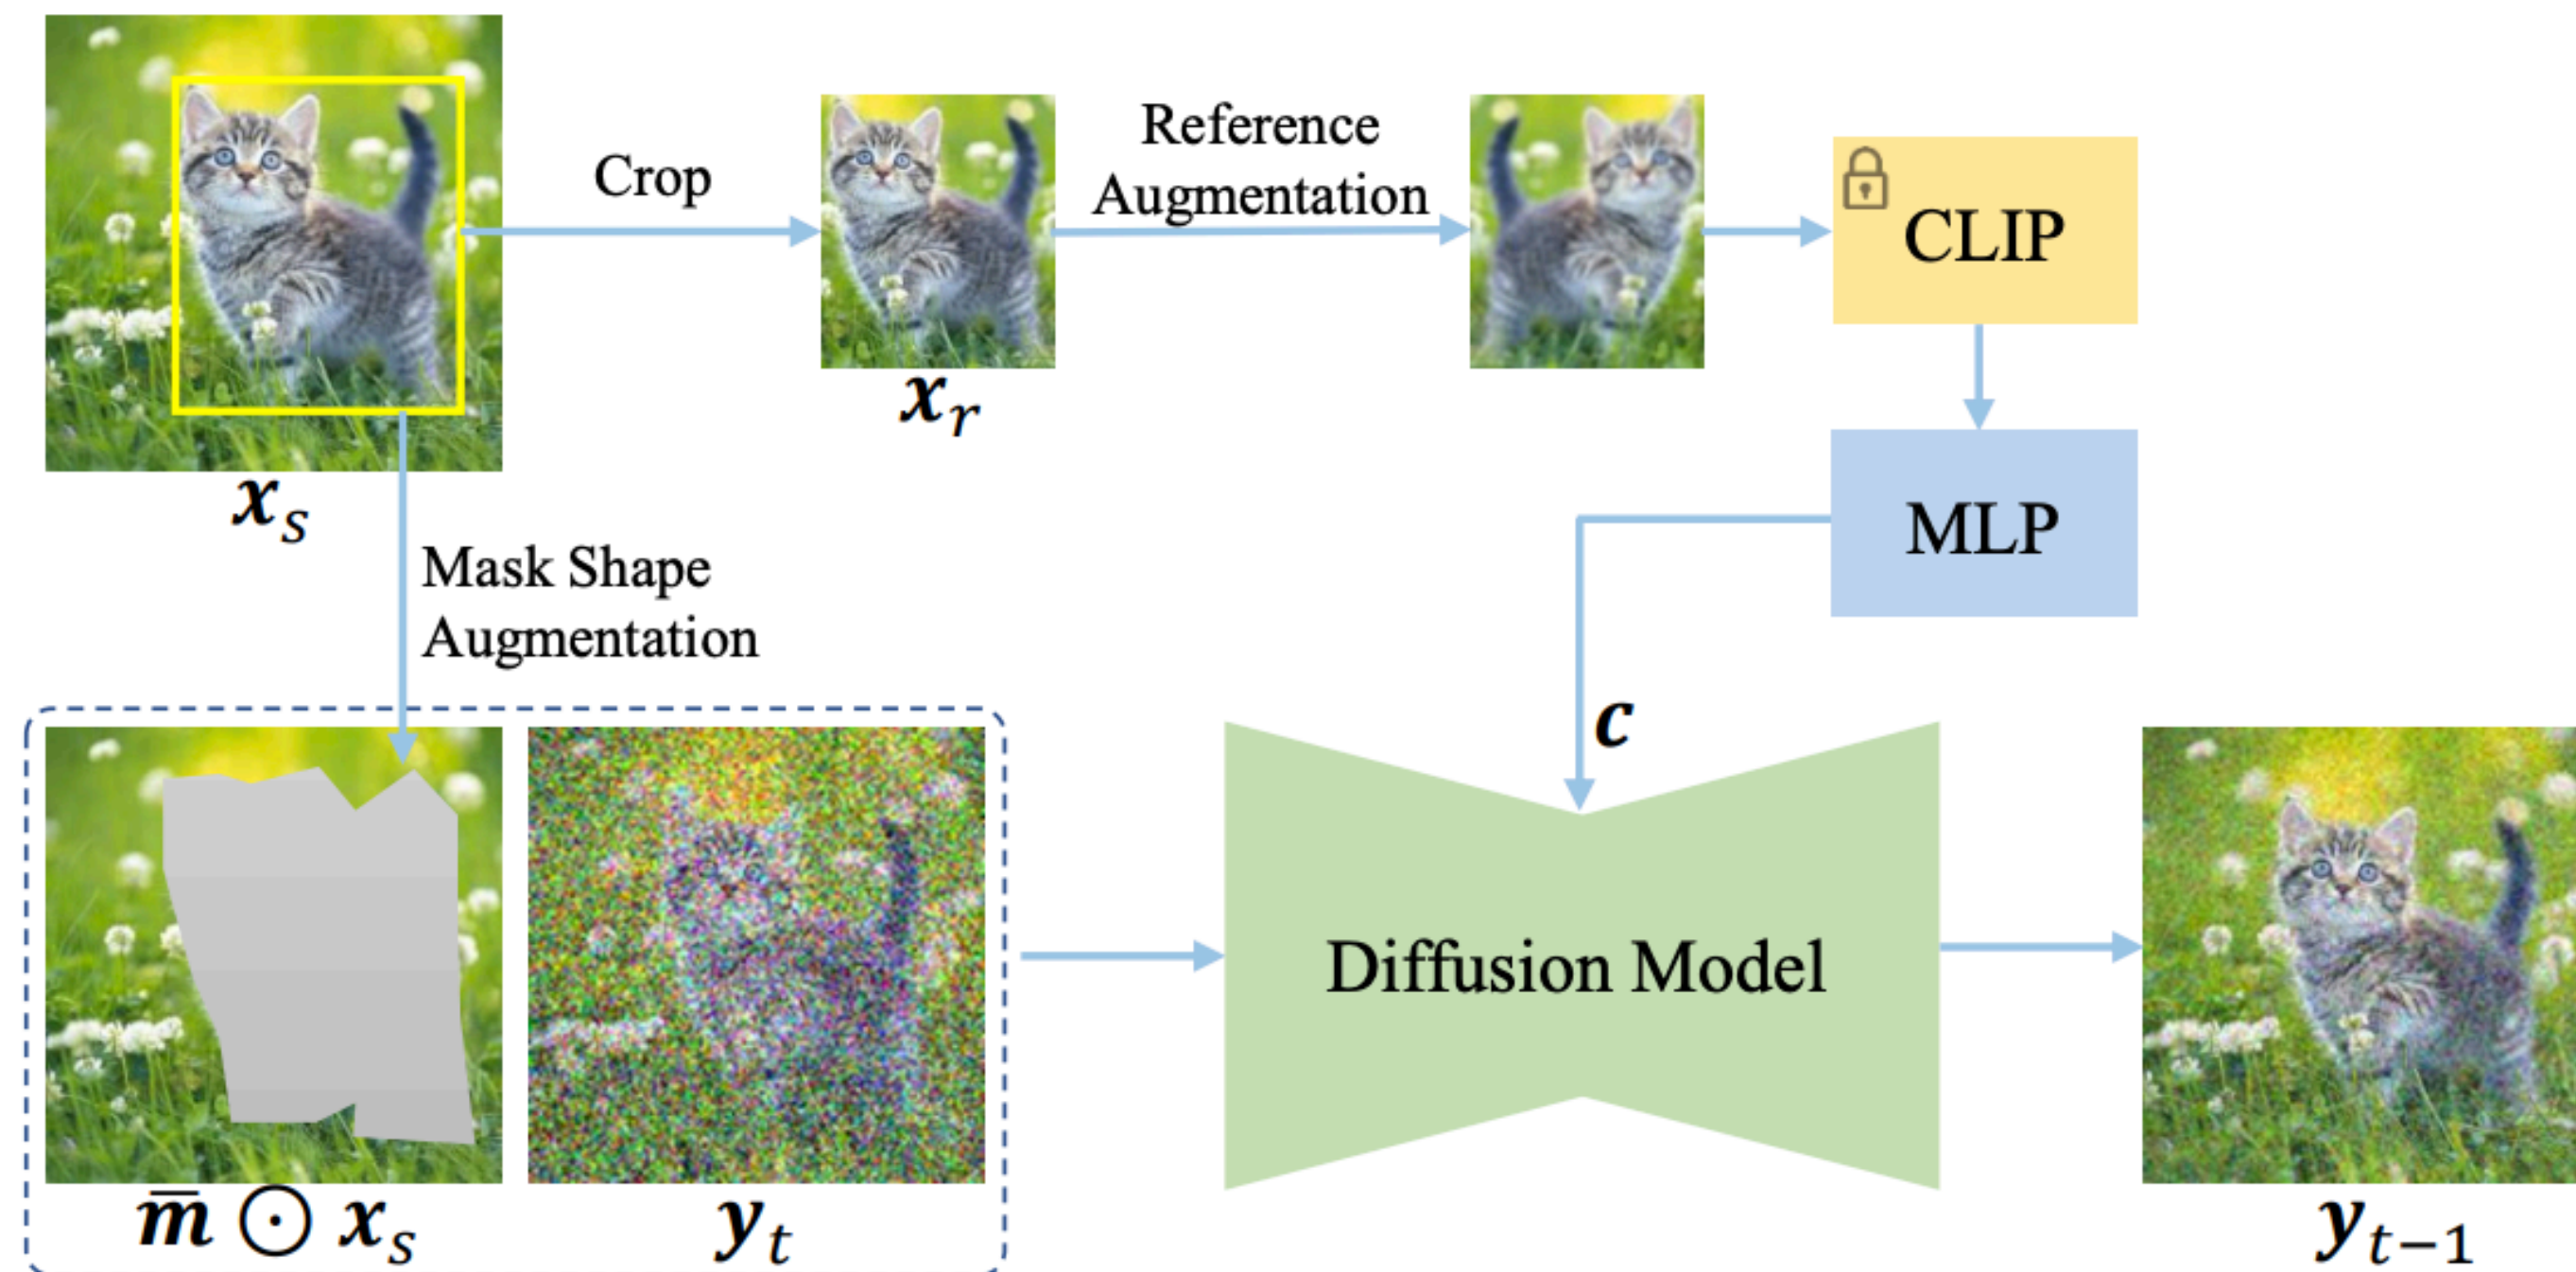 Crop
Reference
Augmentation
CLIP
x_r
x_s
MLP
Mask Shape
Augmentation
c
Diffusion Model
m̅ ⊙ x_s
y_t
y_{t−1}